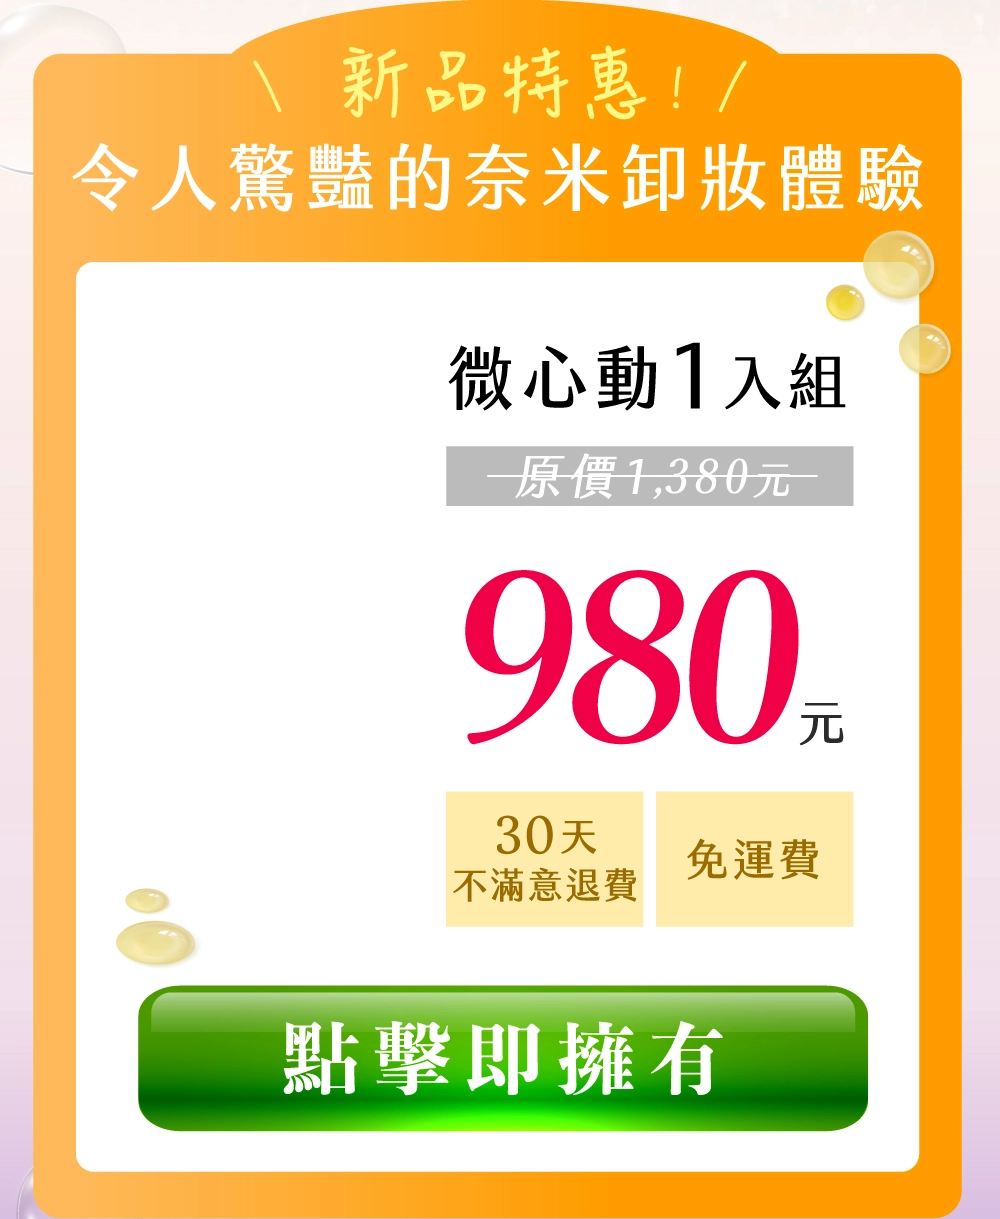 \ 新品特惠! /
令人驚豔的奈米卸妝體驗
微心動1入組
原價1,380元
980元
30天
不滿意退費
免運費
點擊即擁有